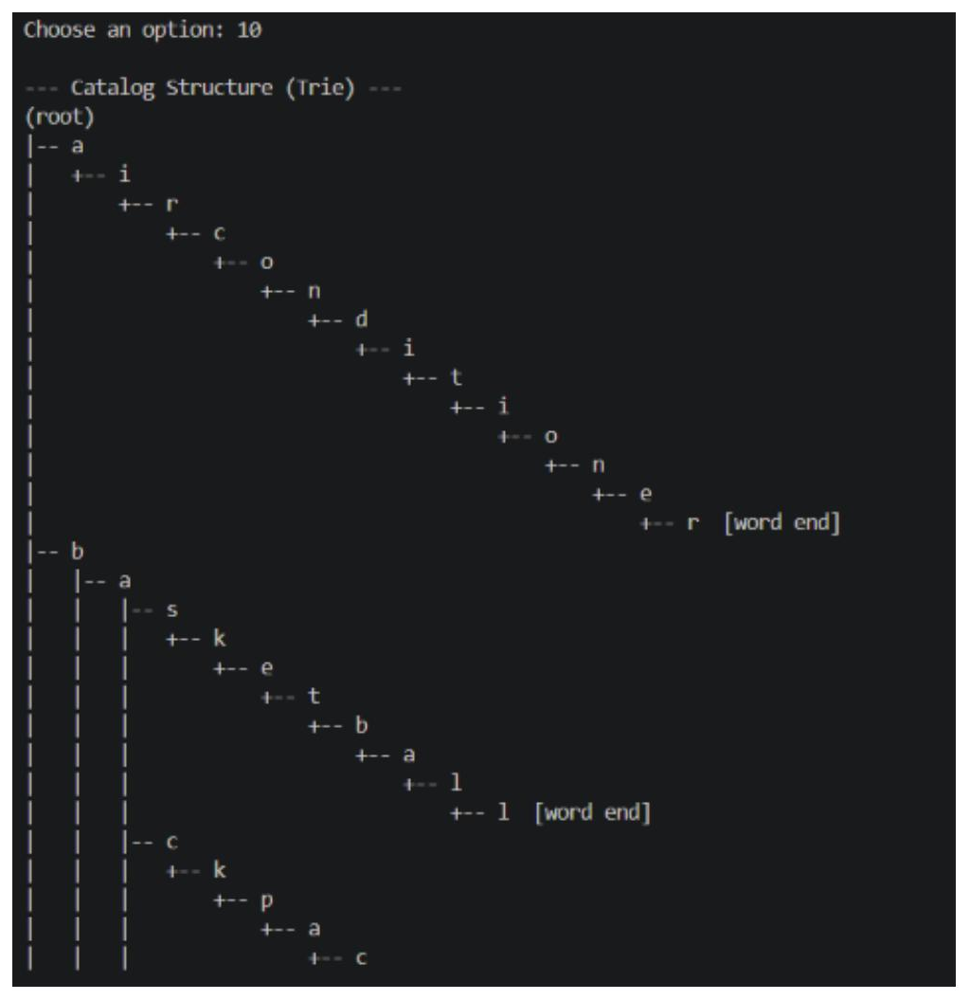 Choose an option: 10

--- Catalog Structure (Trie) ---
(root)
|-- a
|   +-- i
|       +-- r
|           +-- c
|               +-- o
|                   +-- n
|                       +-- d
|                           +-- i
|                               +-- t
|                                   +-- i
|                                       +-- o
|                                           +-- n
|                                               +-- e
|                                                   +-- r  [word end]
|-- b
|   |-- a
|   |   |-- s
|   |   |   +-- k
|   |   |       +-- e
|   |   |           +-- t
|   |   |               +-- b
|   |   |                   +-- a
|   |   |                       +-- l
|   |   |                           +-- l  [word end]
|   |   |-- c
|   |   |   +-- k
|   |   |       +-- p
|   |   |           +-- a
|   |   |               +-- c